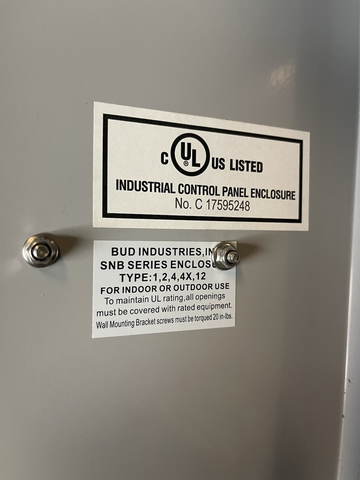 C UL ® US LISTED
INDUSTRIAL CONTROL PANEL ENCLOSURE
No. C 17595248
BUD INDUSTRIES,IN
SNB SERIES ENCLOSU
TYPE:1,2,4,4X,12
FOR INDOOR OR OUTDOOR USE
To maintain UL rating,all openings
must be covered with rated equipment.
Wall Mounting Bracket screws must be torqued 20 in-lbs.